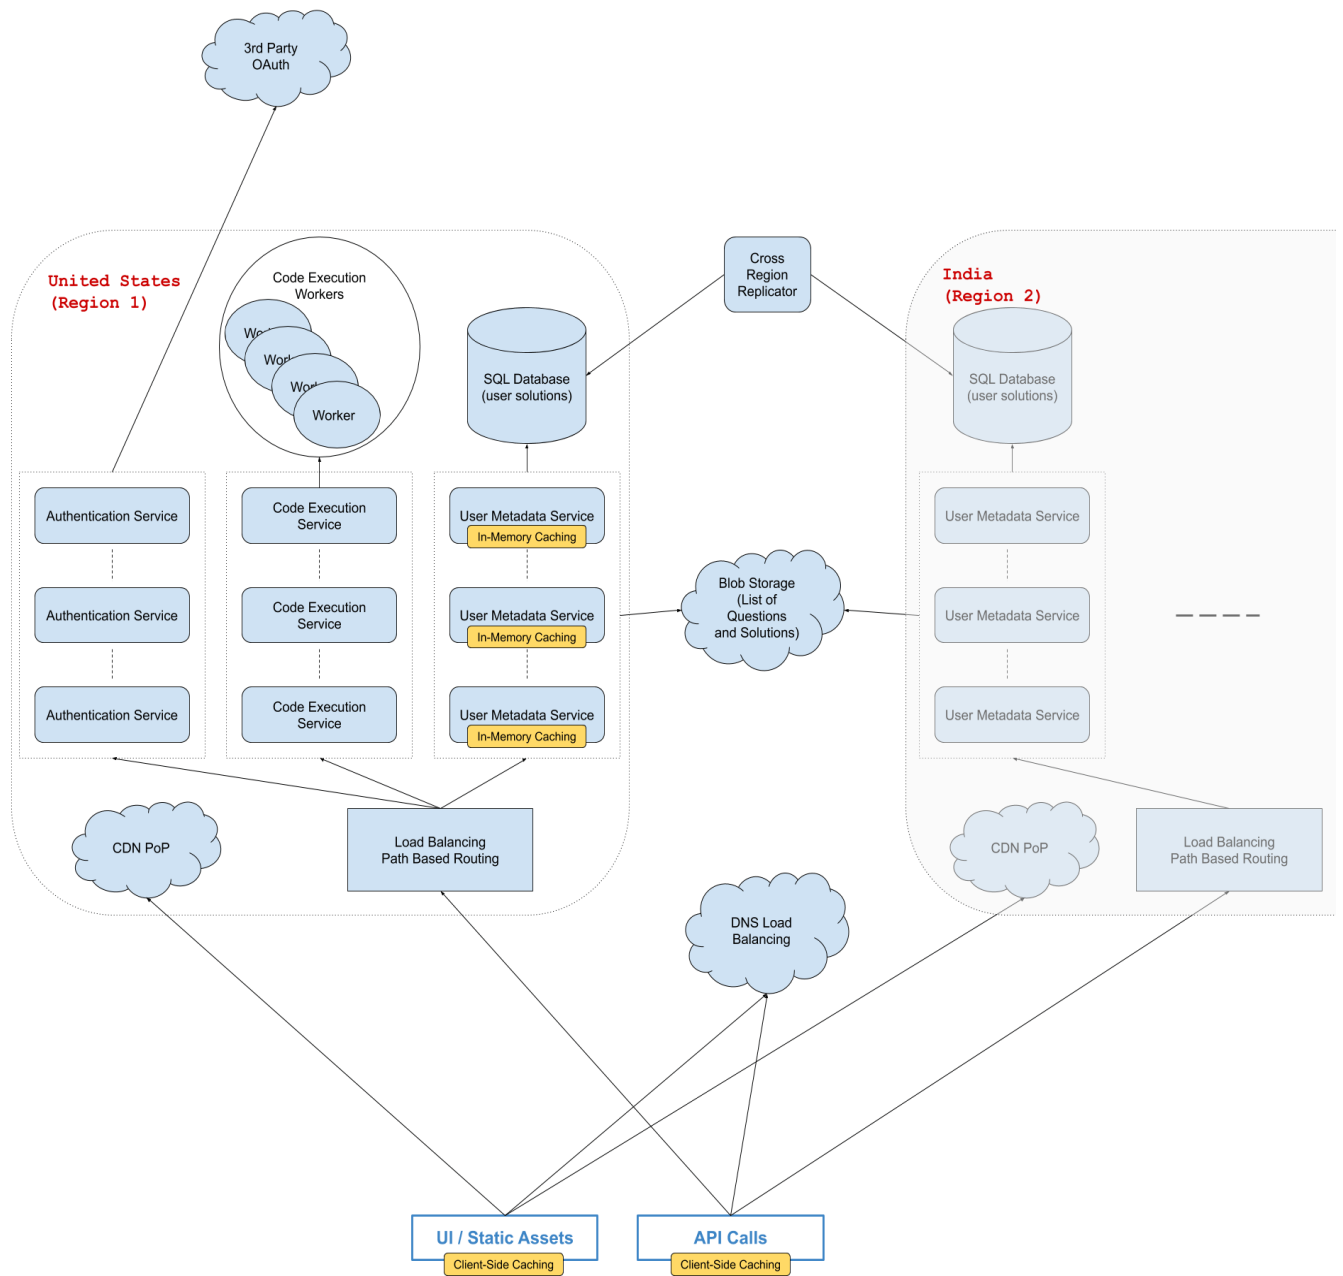 3rd Party
OAuth
United States
(Region 1)
Code Execution
Workers
Worker
SQL Database
(user solutions)
Cross
Region
Replicator
India
(Region 2)
SQL Database
(user solutions)
Authentication Service
Code Execution
Service
User Metadata Service
In-Memory Caching
User Metadata Service
Authentication Service
Code Execution
Service
User Metadata Service
In-Memory Caching
Blob Storage
(List of
Questions
and Solutions)
User Metadata Service
Authentication Service
Code Execution
Service
User Metadata Service
In-Memory Caching
User Metadata Service
CDN PoP
Load Balancing
Path Based Routing
DNS Load
Balancing
CDN PoP
Load Balancing
Path Based Routing
UI / Static Assets
Client-Side Caching
API Calls
Client-Side Caching